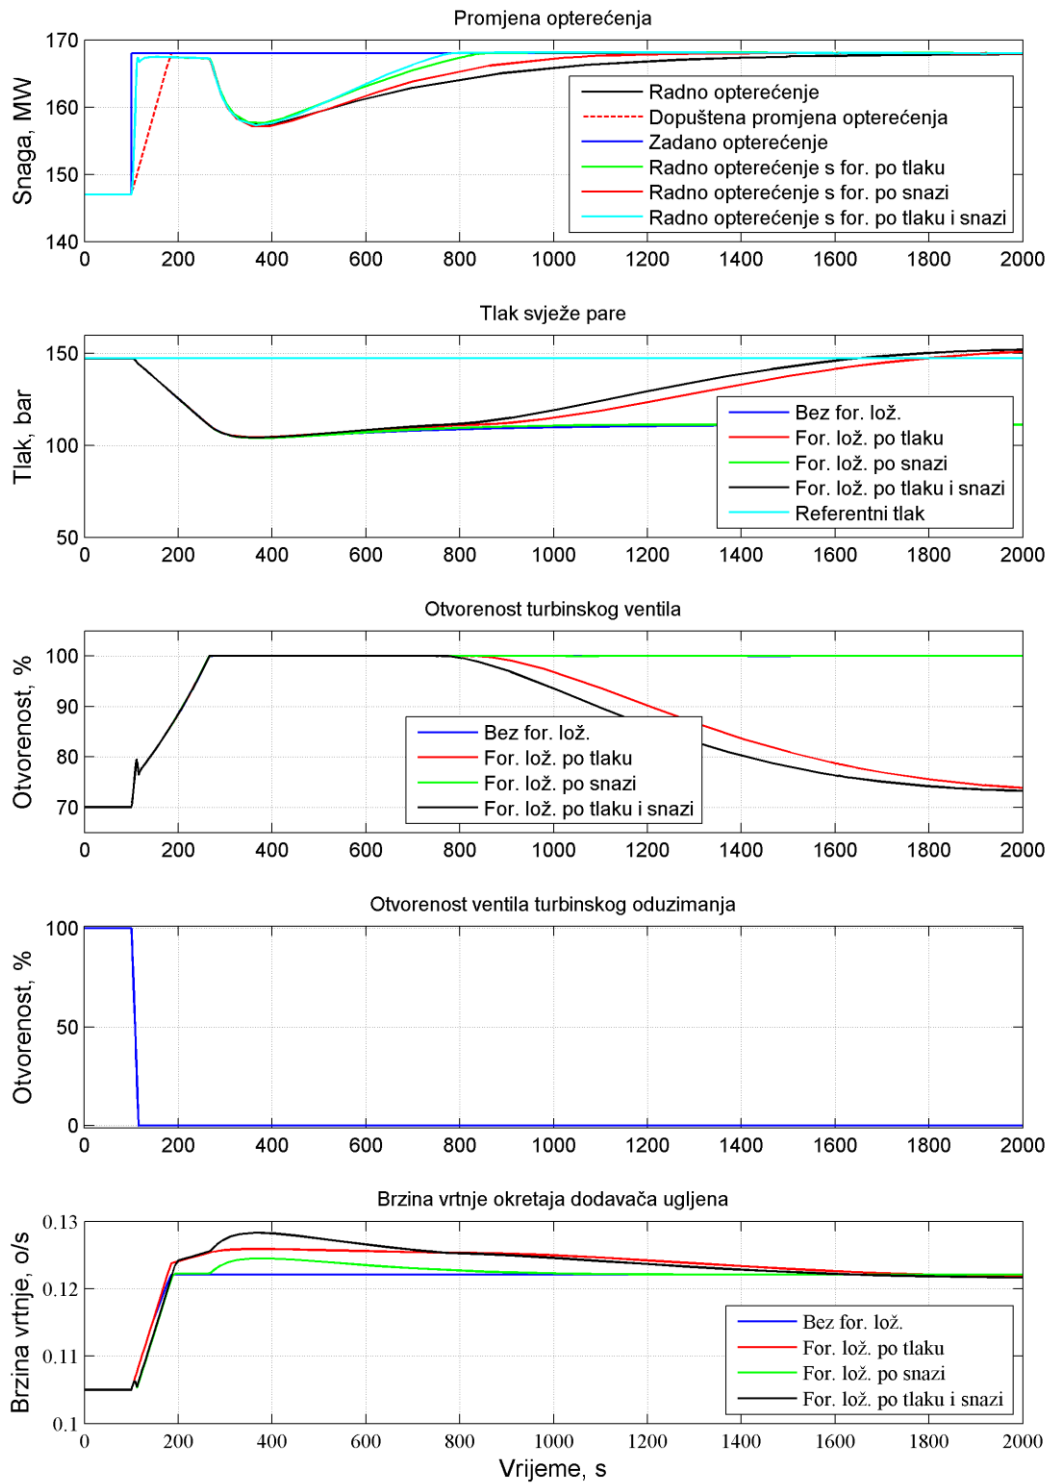 Promjena opterećenja
170
160
150
140
Snaga, MW
Radno opterećenje
Dopuštena promjena opterećenja
Zadano opterećenje
Radno opterećenje s for. po tlaku
Radno opterećenje s for. po snazi
Radno opterećenje s for. po tlaku i snazi
0 200 400 600 800 1000 1200 1400 1600 1800 2000
Tlak svježe pare
150
100
50
Tlak, bar
Bez for. lož.
For. lož. po tlaku
For. lož. po snazi
For. lož. po tlaku i snazi
Referentni tlak
0 200 400 600 800 1000 1200 1400 1600 1800 2000
Otvorenost turbinskog ventila
100
90
80
70
Otvorenost, %
Bez for. lož.
For. lož. po tlaku
For. lož. po snazi
For. lož. po tlaku i snazi
0 200 400 600 800 1000 1200 1400 1600 1800 2000
Otvorenost ventila turbinskog oduzimanja
100
50
0
Otvorenost, %
0 200 400 600 800 1000 1200 1400 1600 1800 2000
Brzina vrtnje okretaja dodavača ugljena
0.13
0.12
0.11
0.1
Brzina vrtnje, o/s
Bez for. lož.
For. lož. po tlaku
For. lož. po snazi
For. lož. po tlaku i snazi
0 200 400 600 800 1000 1200 1400 1600 1800 2000
Vrijeme, s